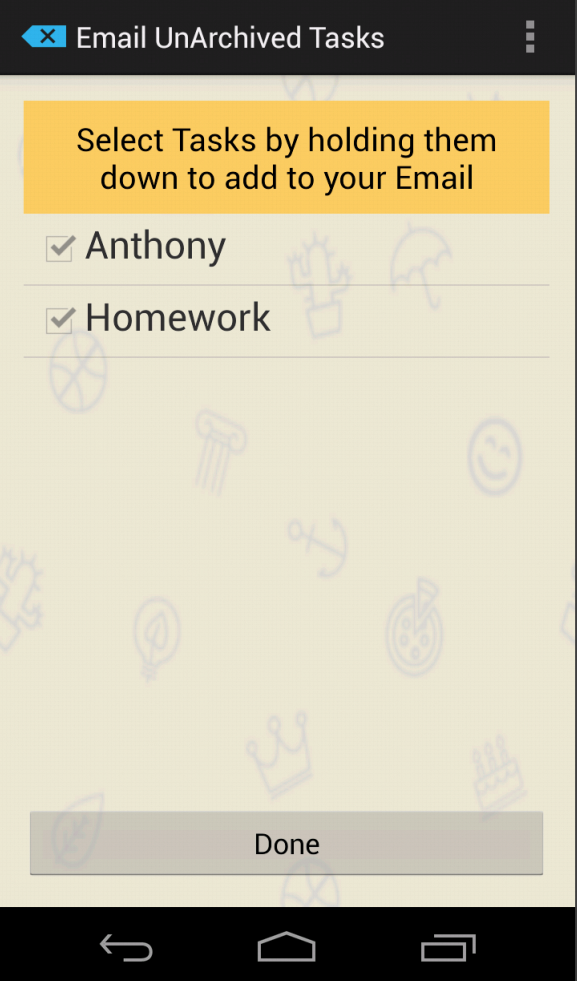 Email UnArchived Tasks
Select Tasks by holding them
down to add to your Email
Anthony
Homework
Done